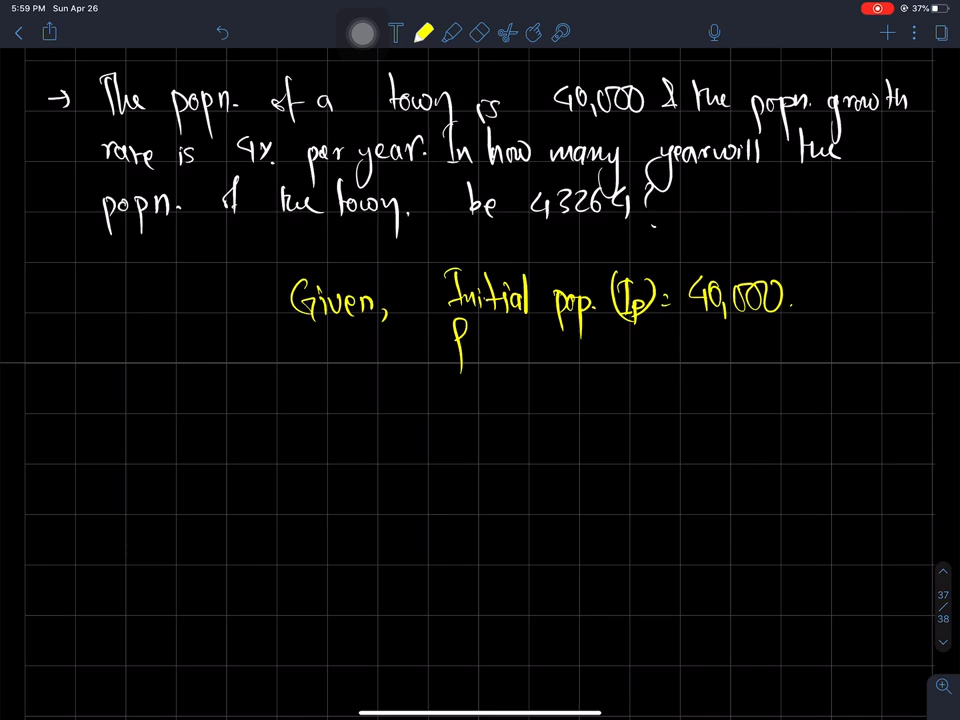 5:59 PM Sun Apr 26
37%
T
→ The popn. of a town is 40,000 & the popn. growth
rate is 4% per year. In how many year will the
popn. of the town. be 43264?
Given, Initial pop. (Ip) = 40,000.
P
37
/
38